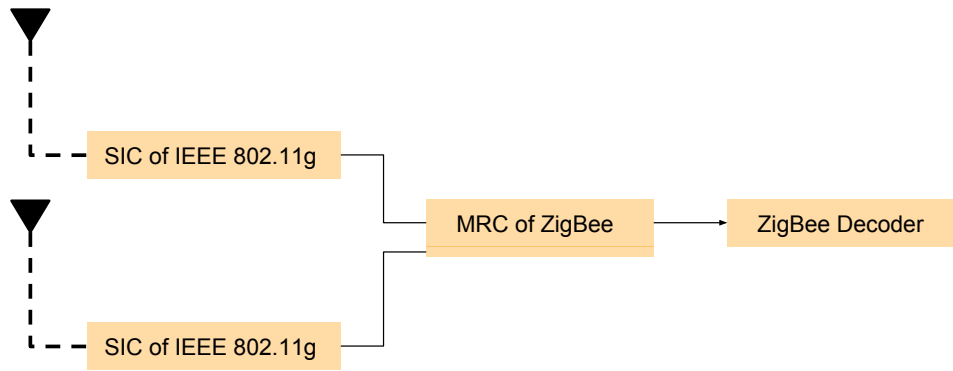 SIC of IEEE 802.11g
MRC of ZigBee
ZigBee Decoder
SIC of IEEE 802.11g